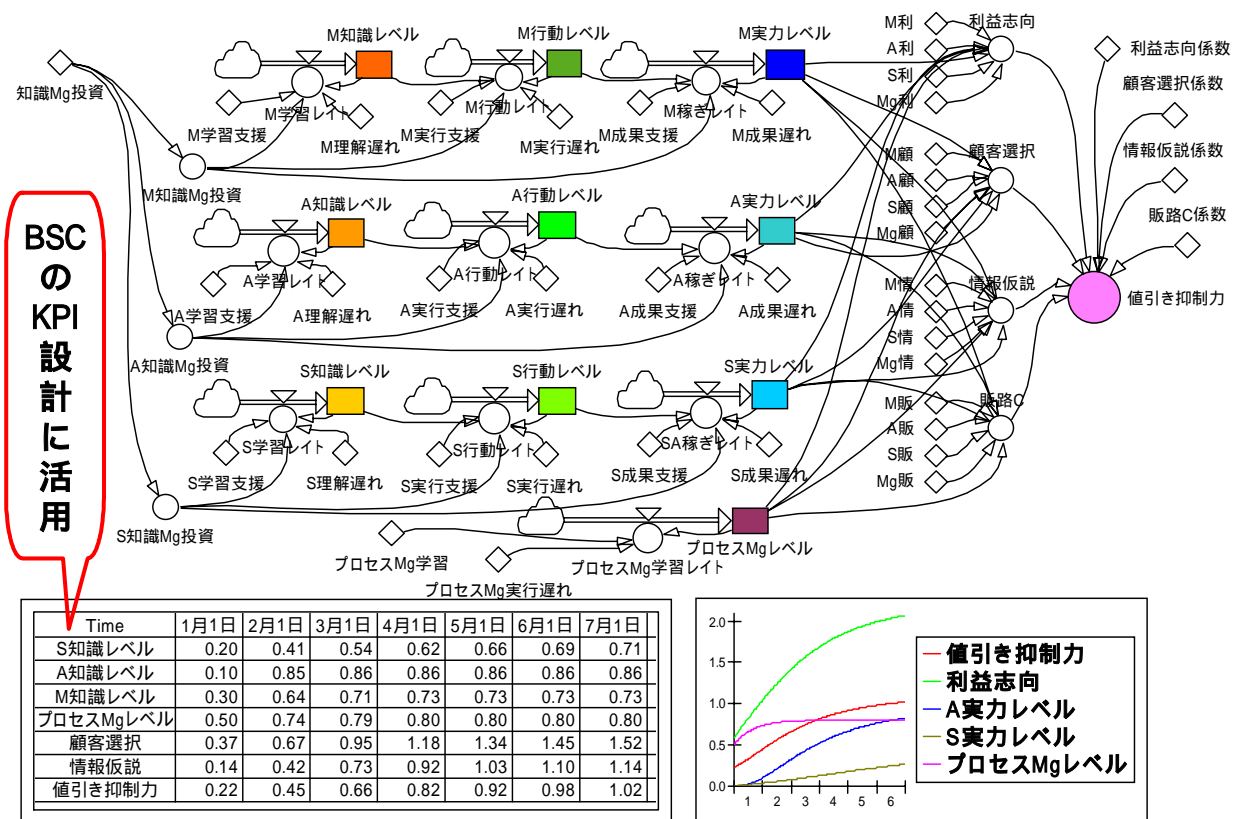 M利
利益志向
M知識レベル
M行動レベル
M実力レベル
A利
利益志向係数
S利
知識Mg投資
Mg利
顧客選択係数
M学習レイト
M行動レイト
M稼ぎレイト
M学習支援
M理解遅れ
M実行支援
M実行遅れ
M成果支援
M成果遅れ
情報仮説係数
M顧
顧客選択
A顧
M知識Mg投資
S顧
A知識レベル
A行動レベル
A実力レベル
Mg顧
販路C係数
BSC
の
KPI
設
計
に
活
用
A学習レイト
A行動レイト
A稼ぎレイト
M情
情報仮説
A学習支援
A理解遅れ
A実行支援
A実行遅れ
A成果支援
A成果遅れ
A情
値引き抑制力
S情
A知識Mg投資
Mg情
S知識レベル
S行動レベル
S実力レベル
M販
販路C
A販
S学習レイト
S行動レイト
SA稼ぎレイト
S販
S学習支援
S理解遅れ
S実行支援
S実行遅れ
S成果支援
S成果遅れ
Mg販
S知識Mg投資
プロセスMg学習
プロセスMg学習レイト
プロセスMgレベル
プロセスMg実行遅れ
Time 1月1日 2月1日 3月1日 4月1日 5月1日 6月1日 7月1日
S知識レベル 0.20 0.41 0.54 0.62 0.66 0.69 0.71
A知識レベル 0.10 0.85 0.86 0.86 0.86 0.86 0.86
M知識レベル 0.30 0.64 0.71 0.73 0.73 0.73 0.73
プロセスMgレベル 0.50 0.74 0.79 0.80 0.80 0.80 0.80
顧客選択 0.37 0.67 0.95 1.18 1.34 1.45 1.52
情報仮説 0.14 0.42 0.73 0.92 1.03 1.10 1.14
値引き抑制力 0.22 0.45 0.66 0.82 0.92 0.98 1.02
2.0
1.5
1.0
0.5
0.0
1 2 3 4 5 6
値引き抑制力
利益志向
A実力レベル
S実力レベル
プロセスMgレベル